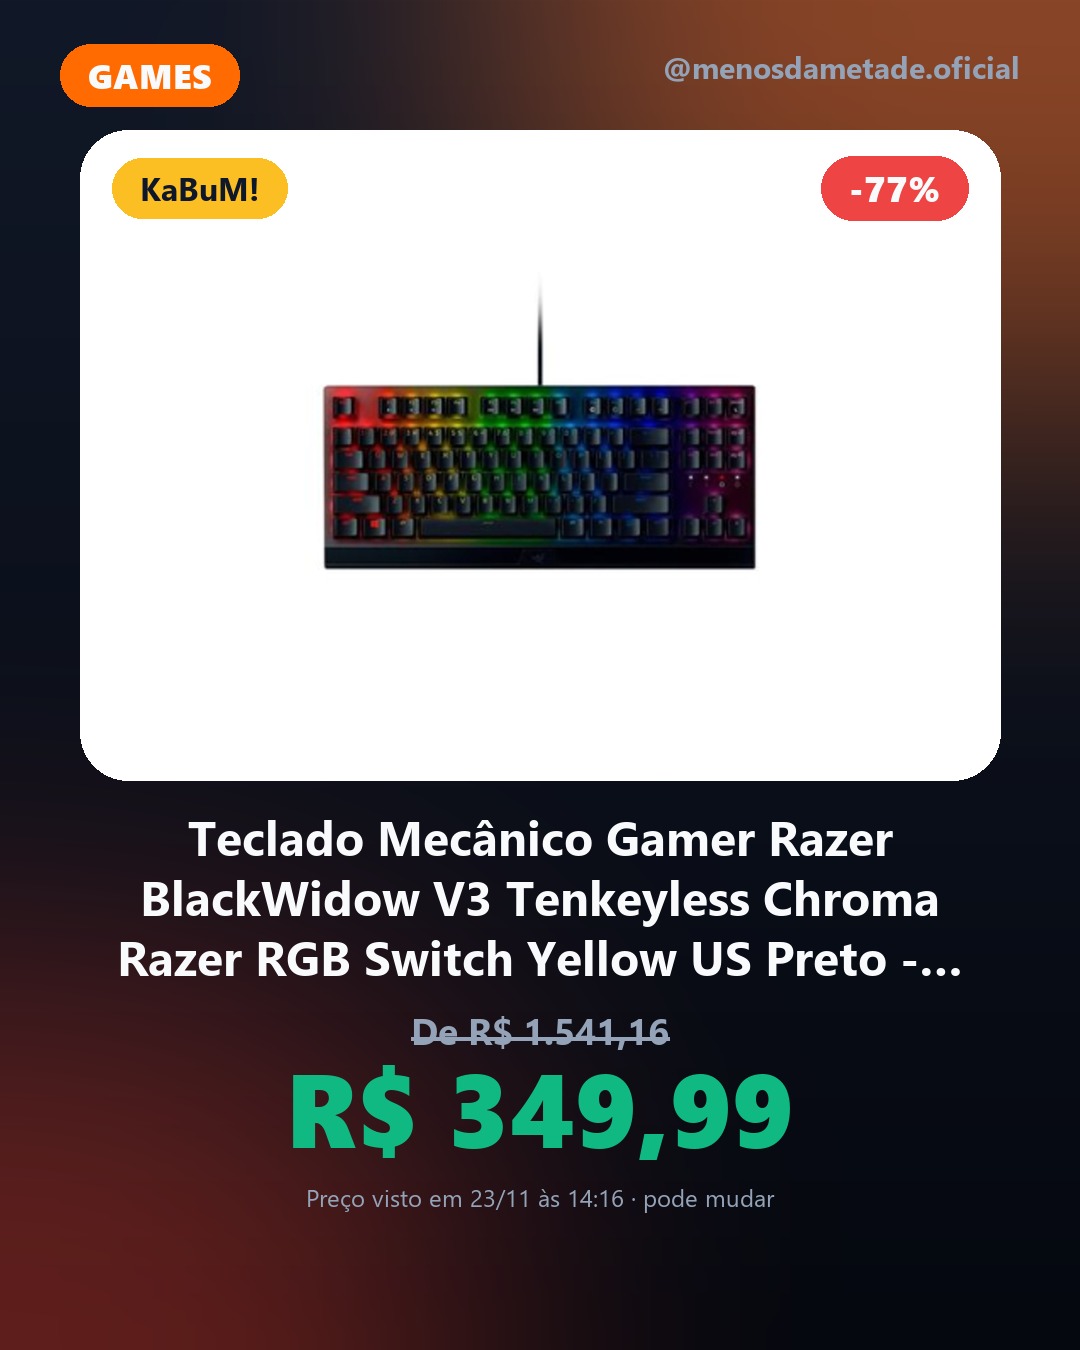 GAMES
@menosdametade.oficial
KaBuM!
-77%
Teclado Mecânico Gamer Razer
BlackWidow V3 Tenkeyless Chroma
Razer RGB Switch Yellow US Preto -...
De R$ 1.541,16
R$ 349,99
Preço visto em 23/11 às 14:16 · pode mudar